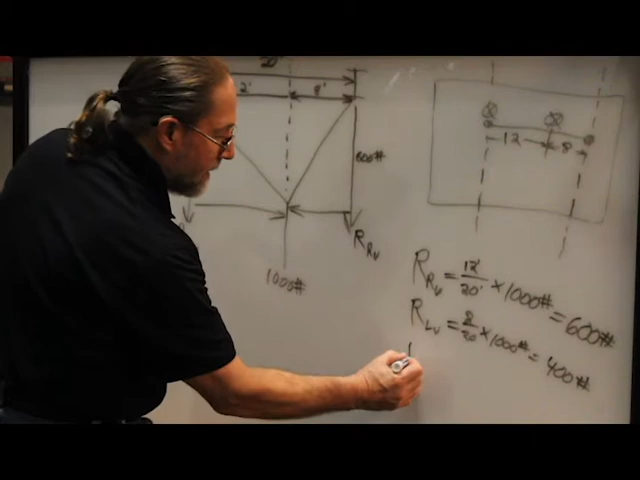 2' 8'
600#
R_RV
1000#
12 8
R_RV = 12'/20' × 1000# = 600#
R_LV = 8/20 × 1000# = 400#